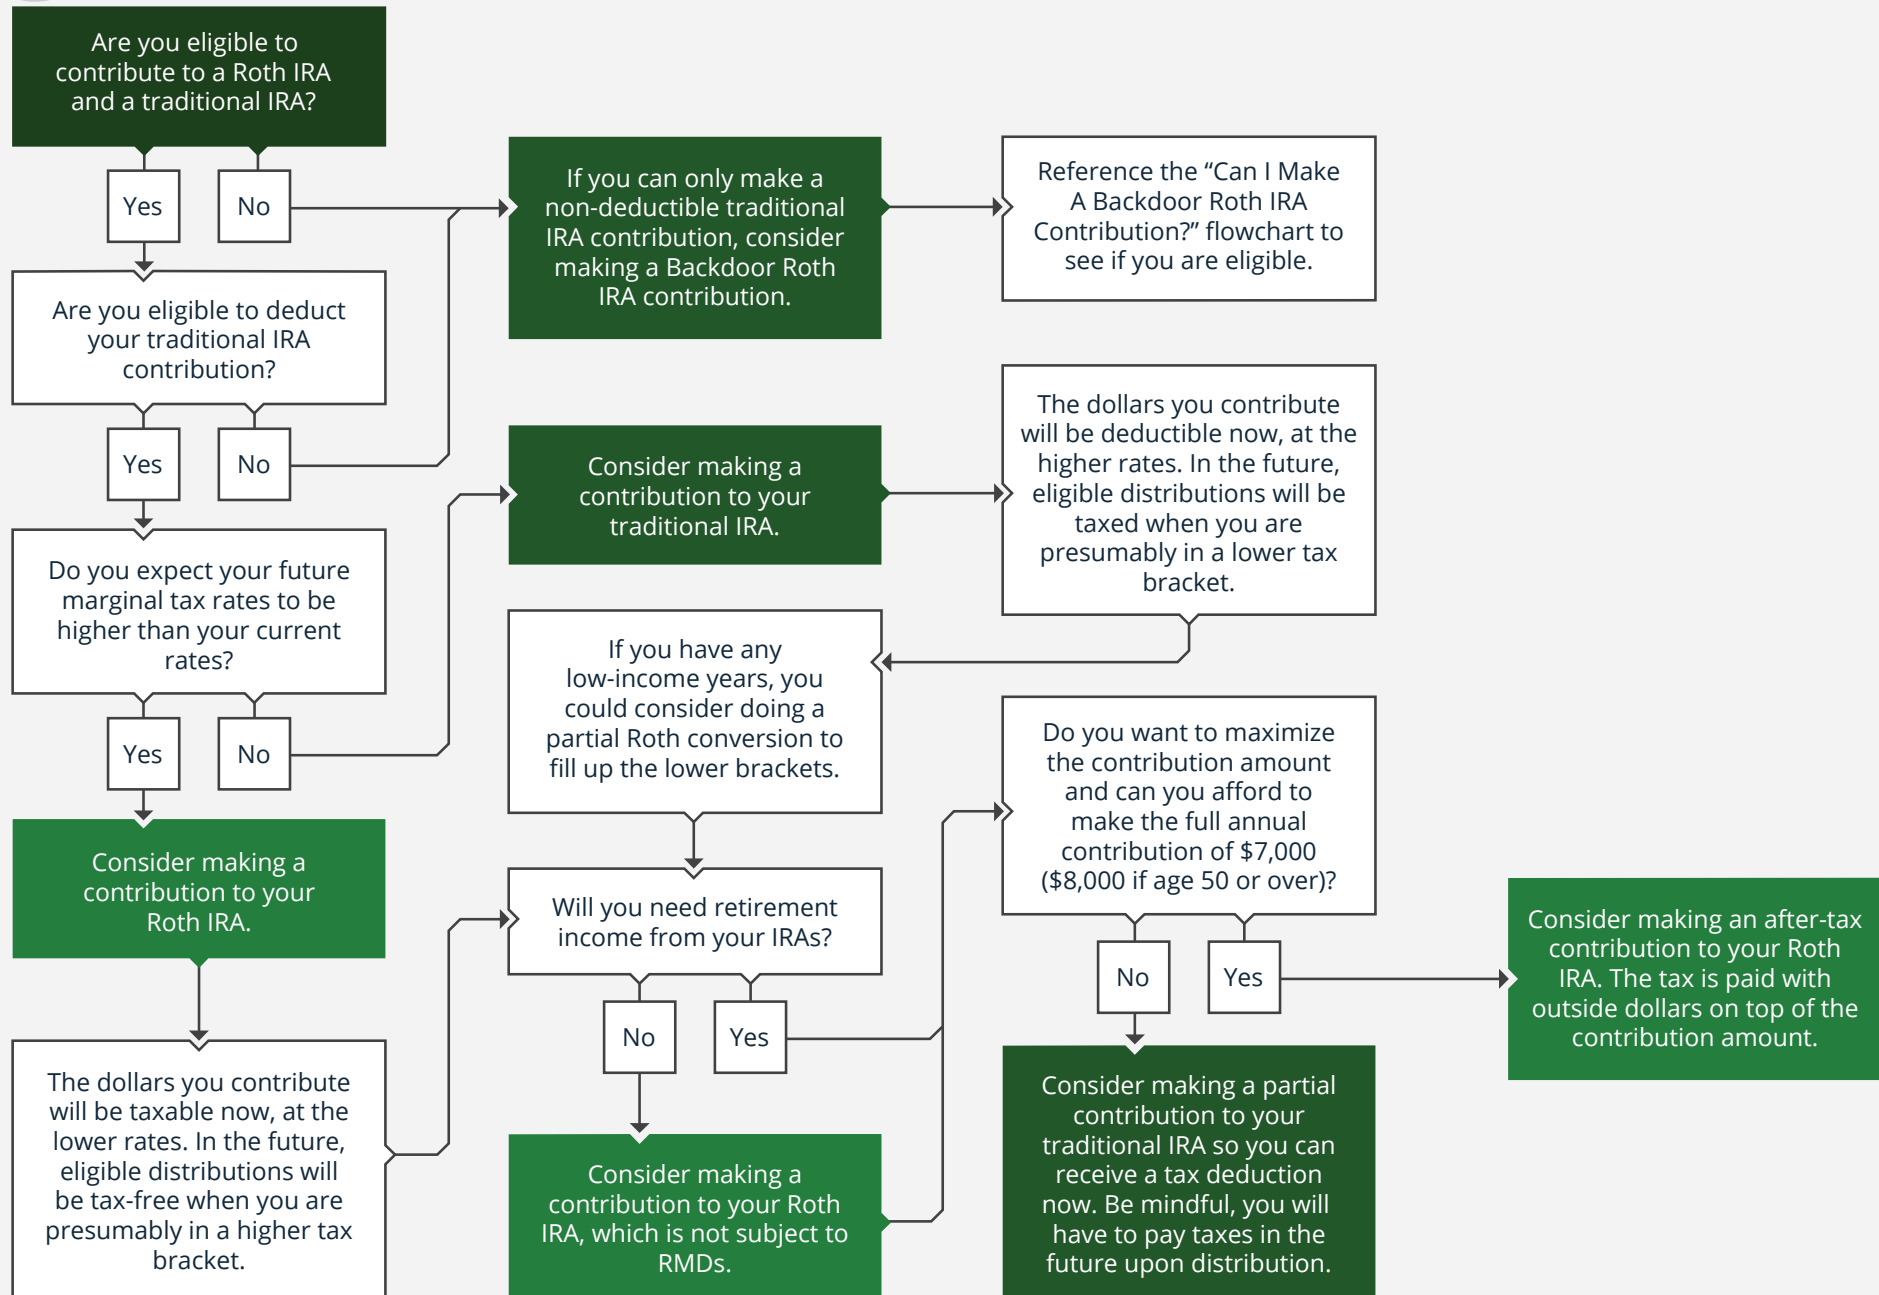 Are you eligible to
contribute to a Roth IRA
and a traditional IRA?
Yes
No
If you can only make a
non-deductible traditional
IRA contribution, consider
making a Backdoor Roth
IRA contribution.
Reference the “Can I Make
A Backdoor Roth IRA
Contribution?” flowchart to
see if you are eligible.
Are you eligible to deduct
your traditional IRA
contribution?
Yes
No
Consider making a
contribution to your
traditional IRA.
The dollars you contribute
will be deductible now, at the
higher rates. In the future,
eligible distributions will be
taxed when you are
presumably in a lower tax
bracket.
Do you expect your future
marginal tax rates to be
higher than your current
rates?
Yes
No
If you have any
low-income years, you
could consider doing a
partial Roth conversion to
fill up the lower brackets.
Do you want to maximize
the contribution amount
and can you afford to
make the full annual
contribution of $7,000
($8,000 if age 50 or over)?
Consider making a
contribution to your
Roth IRA.
Will you need retirement
income from your IRAs?
No
Yes
No
Yes
Consider making an after-tax
contribution to your Roth
IRA. The tax is paid with
outside dollars on top of the
contribution amount.
The dollars you contribute
will be taxable now, at the
lower rates. In the future,
eligible distributions will
be tax-free when you are
presumably in a higher tax
bracket.
Consider making a
contribution to your Roth
IRA, which is not subject to
RMDs.
Consider making a partial
contribution to your
traditional IRA so you can
receive a tax deduction
now. Be mindful, you will
have to pay taxes in the
future upon distribution.